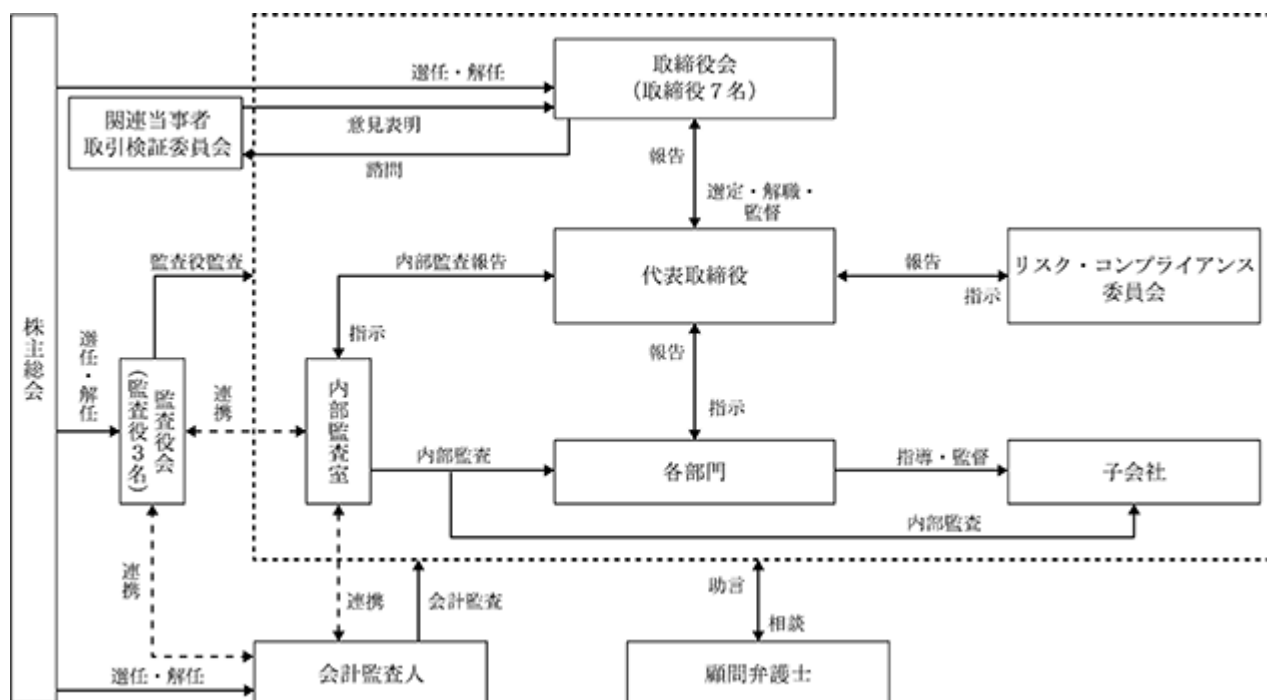 取締役会
（取締役７名）
選任・解任
関連当事者
取引検証委員会
意見表明
諮問
報告
選定・解職・
監督
監査役監査
内部監査報告
代表取締役
報告
指示
リスク・コンプライアンス
委員会
株主総会
選任・解任
指示
報告
監査役会
（監査役３名）
連携
内部監査室
指示
内部監査
各部門
指導・監督
子会社
内部監査
連携
連携
会計監査
助言
相談
選任・解任
会計監査人
顧問弁護士